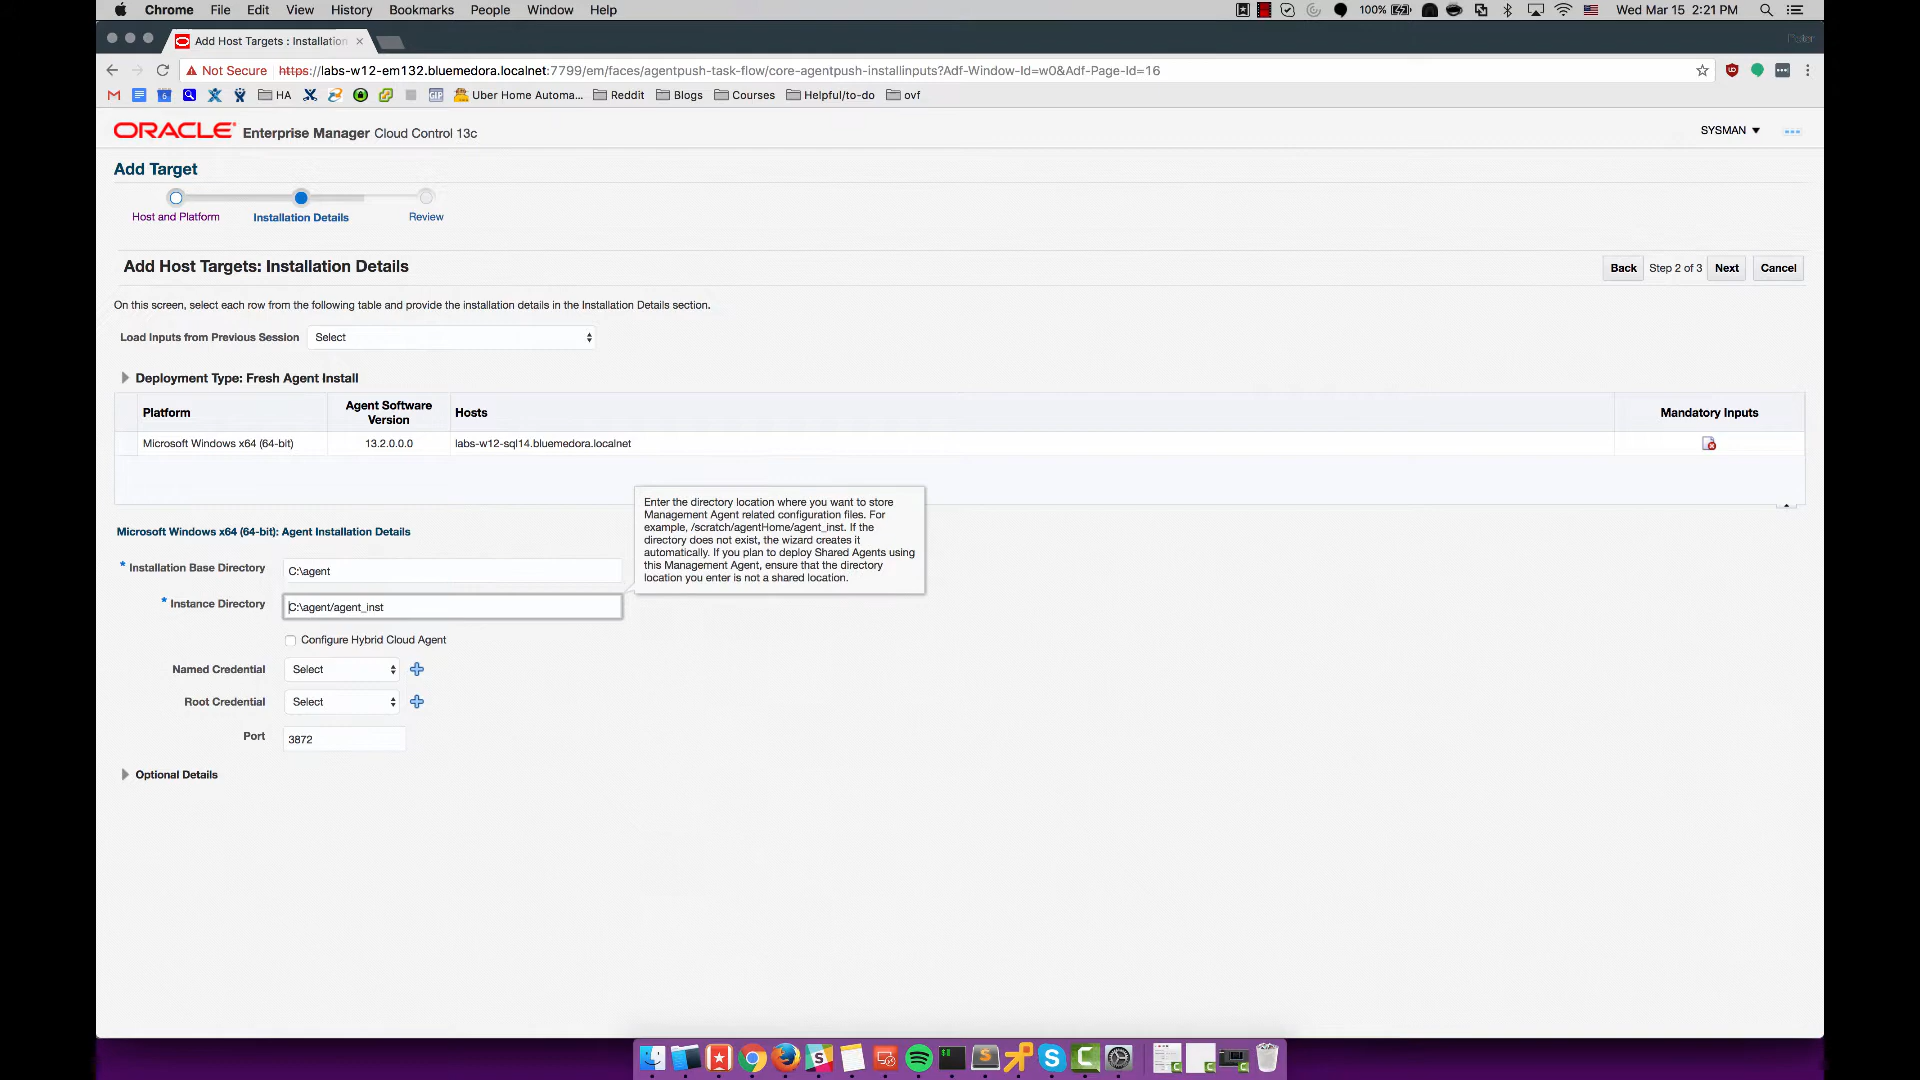 Chrome File Edit View History Bookmarks People Window Help 100% Wed Mar 15 2:21 PM
Add Host Targets : Installation
Not Secure https://labs-w12-em132.bluemedora.localnet:7799/em/faces/agentpush-task-flow/core-agentpush-installinputs?Adf-Window-Id=w0&Adf-Page-Id=16
HA GIP Uber Home Automa... Reddit Blogs Courses Helpful/to-do ovf
ORACLE Enterprise Manager Cloud Control 13c SYSMAN
Add Target
Host and Platform Installation Details Review
Add Host Targets: Installation Details Back Step 2 of 3 Next Cancel
On this screen, select each row from the following table and provide the installation details in the Installation Details section.
Load Inputs from Previous Session Select
Deployment Type: Fresh Agent Install
Platform Agent Software Version Hosts Mandatory Inputs
Microsoft Windows x64 (64-bit) 13.2.0.0.0 labs-w12-sql14.bluemedora.localnet
Enter the directory location where you want to store
Management Agent related configuration files. For
example, /scratch/agentHome/agent_inst. If the
directory does not exist, the wizard creates it
automatically. If you plan to deploy Shared Agents using
this Management Agent, ensure that the directory
location you enter is not a shared location.
Microsoft Windows x64 (64-bit): Agent Installation Details
* Installation Base Directory C:\agent
* Instance Directory C:\agent/agent_inst
Configure Hybrid Cloud Agent
Named Credential Select
Root Credential Select
Port 3872
Optional Details